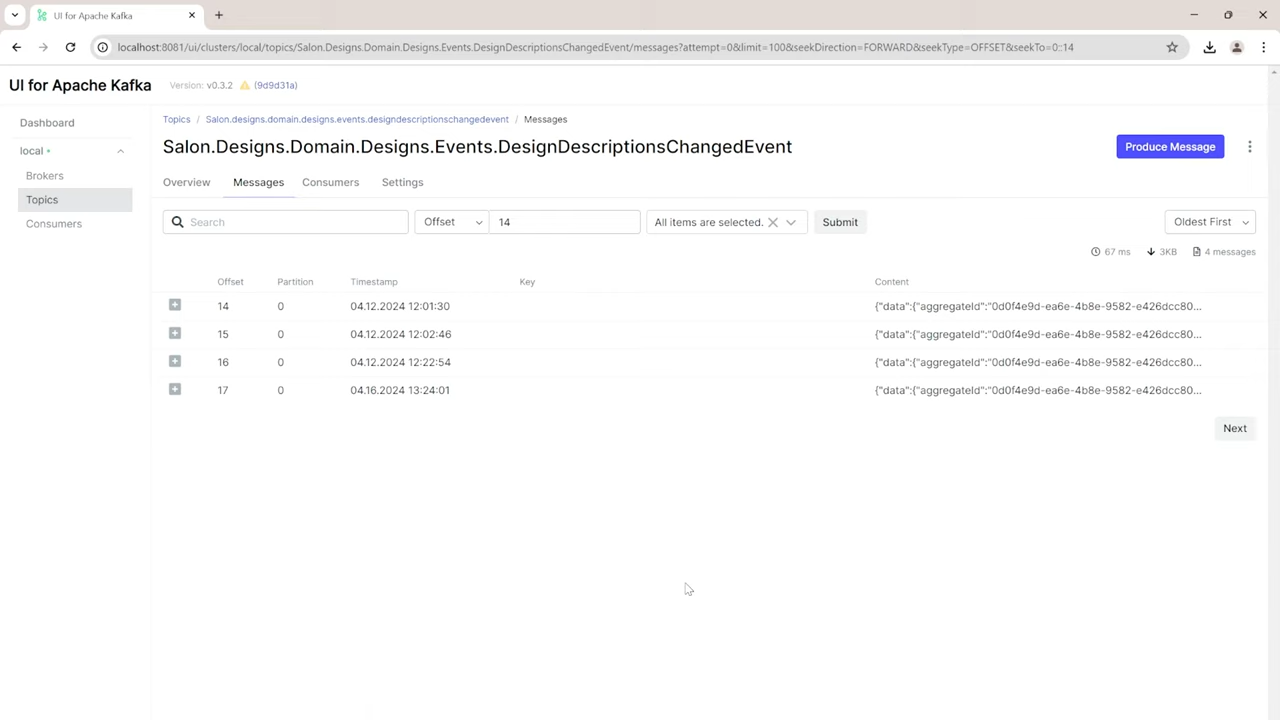 UI for Apache Kafka
localhost:8081/ui/clusters/local/topics/Salon.Designs.Domain.Designs.Events.DesignDescriptionsChangedEvent/messages?attempt=0&limit=100&seekDirection=FORWARD&seekType=OFFSET&seekTo=0::14
UI for Apache Kafka Version: v0.3.2 (9d9d31a)
Dashboard
local
Brokers
Topics
Consumers
Topics / Salon.designs.domain.designs.events.designdescriptionschangedevent / Messages
Salon.Designs.Domain.Designs.Events.DesignDescriptionsChangedEvent
Produce Message
Overview Messages Consumers Settings
Search Offset 14 All items are selected. Submit Oldest First
67 ms 3KB 4 messages
Offset Partition Timestamp Key Content
14 0 04.12.2024 12:01:30 {"data":{"aggregateId":"0d0f4e9d-ea6e-4b8e-9582-e426dcc80...
15 0 04.12.2024 12:02:46 {"data":{"aggregateId":"0d0f4e9d-ea6e-4b8e-9582-e426dcc80...
16 0 04.12.2024 12:22:54 {"data":{"aggregateId":"0d0f4e9d-ea6e-4b8e-9582-e426dcc80...
17 0 04.16.2024 13:24:01 {"data":{"aggregateId":"0d0f4e9d-ea6e-4b8e-9582-e426dcc80...
Next